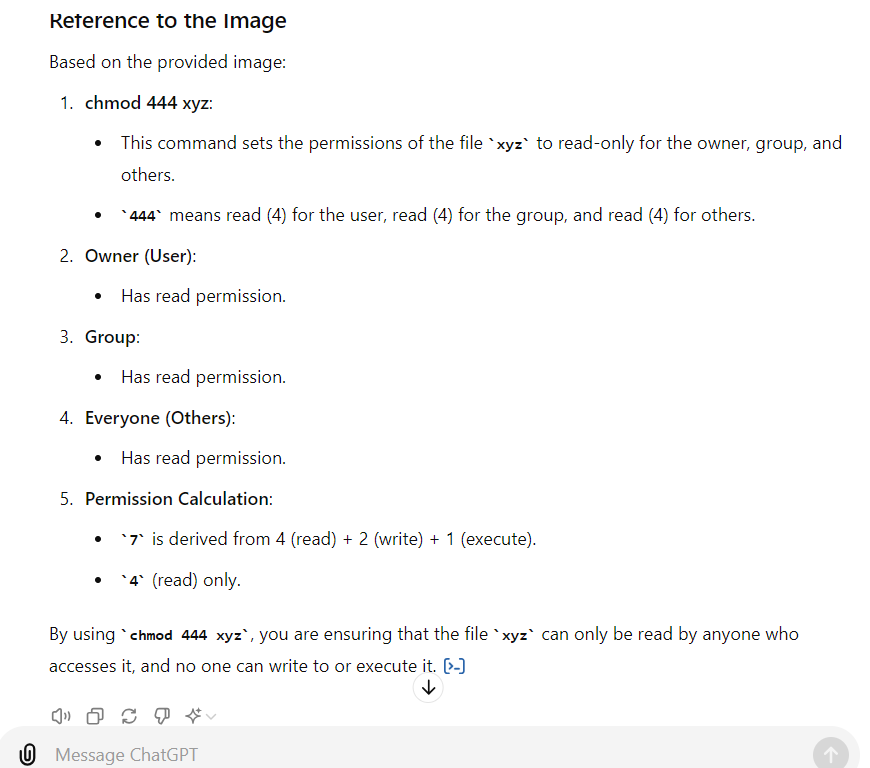 Reference to the Image
Based on the provided image:
1. chmod 444 xyz:
• This command sets the permissions of the file `xyz` to read-only for the owner, group, and
others.
• `444` means read (4) for the user, read (4) for the group, and read (4) for others.
2. Owner (User):
• Has read permission.
3. Group:
• Has read permission.
4. Everyone (Others):
• Has read permission.
5. Permission Calculation:
• `7` is derived from 4 (read) + 2 (write) + 1 (execute).
• `4` (read) only.
By using `chmod 444 xyz`, you are ensuring that the file `xyz` can only be read by anyone who
accesses it, and no one can write to or execute it. [>-]
Message ChatGPT